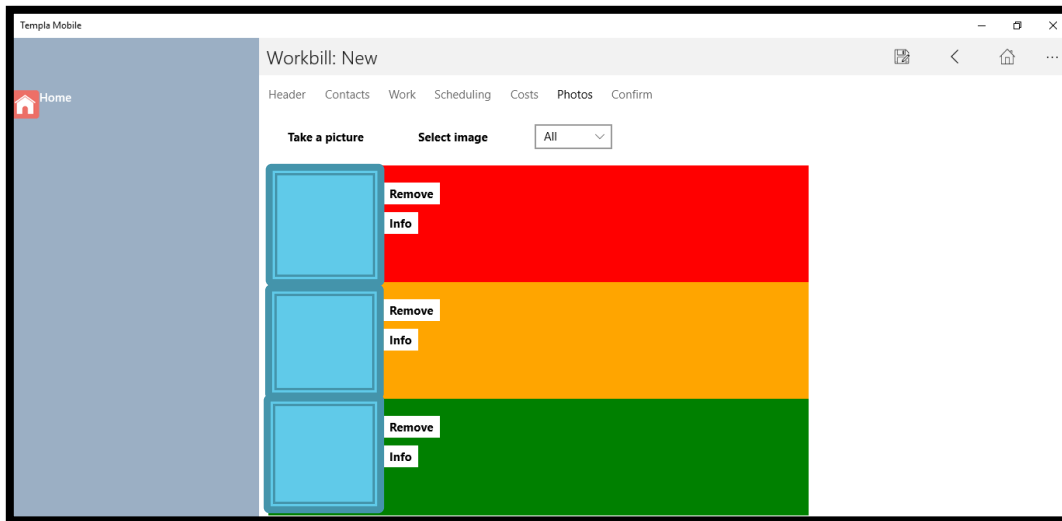 Templa Mobile
Home
Workbill: New
Header Contacts Work Scheduling Costs Photos Confirm
Take a picture Select image All
Remove
Info
Remove
Info
Remove
Info